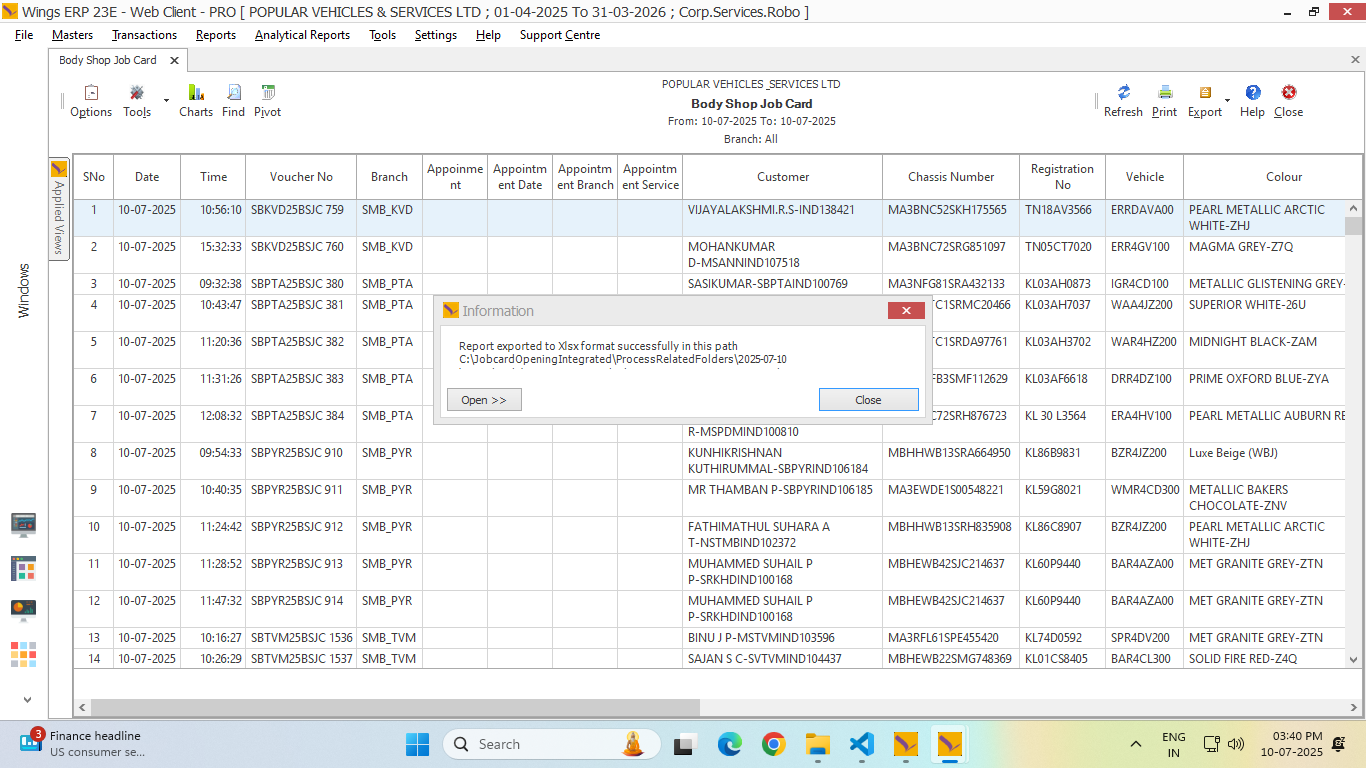 Wings ERP 23E - Web Client - PRO [ POPULAR VEHICLES & SERVICES LTD ; 01-04-2025 To 31-03-2026 ; Corp.Services.Robo ]
File Masters Transactions Reports Analytical Reports Tools Settings Help Support Centre
Body Shop Job Card
POPULAR VEHICLES_SERVICES LTD
Body Shop Job Card
From: 10-07-2025 To: 10-07-2025
Branch: All
Options Tools Charts Find Pivot
Refresh Print Export Help Close
Windows
Applied Views
SNo Date Time Voucher No Branch Appoinment Appointment Date Appointment Branch Appointment Service Customer Chassis Number Registration No Vehicle Colour
1 10-07-2025 10:56:10 SBKVD25BSJC 759 SMB_KVD VIJAYALAKSHMI.R.S-IND138421 MA3BNC52SKH175565 TN18AV3566 ERRDAVA00 PEARL METALLIC ARCTIC
WHITE-ZHJ
2 10-07-2025 15:32:33 SBKVD25BSJC 760 SMB_KVD MOHANKUMAR MA3BNC72SRG851097 TN05CT7020 ERR4GV100 MAGMA GREY-Z7Q
D-MSANNIND107518
3 10-07-2025 09:32:38 SBPTA25BSJC 380 SMB_PTA SASIKUMAR-SBPTAIND100769 MA3NFG81SRA432133 KL03AH0873 IGR4CD100 METALLIC GLISTENING GREY-
4 10-07-2025 10:43:47 SBPTA25BSJC 381 SMB_PTA C1SRMC20466 KL03AH7037 WAA4JZ200 SUPERIOR WHITE-26U
5 10-07-2025 11:20:36 SBPTA25BSJC 382 SMB_PTA C1SRDA97761 KL03AH3702 WAR4HZ200 MIDNIGHT BLACK-ZAM
6 10-07-2025 11:31:26 SBPTA25BSJC 383 SMB_PTA FB3SMF112629 KL03AF6618 DRR4DZ100 PRIME OXFORD BLUE-ZYA
7 10-07-2025 12:08:32 SBPTA25BSJC 384 SMB_PTA C72SRH876723 KL 30 L3564 ERA4HV100 PEARL METALLIC AUBURN RE
R-MSPDMIND100810
8 10-07-2025 09:54:33 SBPYR25BSJC 910 SMB_PYR KUNHIKRISHNAN MBHHWB13SRA664950 KL86B9831 BZR4JZ200 Luxe Beige (WBJ)
KUTHIRUMMAL-SBPYRIND106184
9 10-07-2025 10:40:35 SBPYR25BSJC 911 SMB_PYR MR THAMBAN P-SBPYRIND106185 MA3EWDE1S00548221 KL59G8021 WMR4CD300 METALLIC BAKERS
CHOCOLATE-ZNV
10 10-07-2025 11:24:42 SBPYR25BSJC 912 SMB_PYR FATHIMATHUL SUHARA A MBHHWB13SRH835908 KL86C8907 BZR4JZ200 PEARL METALLIC ARCTIC
T-NSTMBIND102372 WHITE-ZHJ
11 10-07-2025 11:28:52 SBPYR25BSJC 913 SMB_PYR MUHAMMED SUHAIL P MBHEWB42SJC214637 KL60P9440 BAR4AZA00 MET GRANITE GREY-ZTN
P-SRKHDIND100168
12 10-07-2025 11:47:32 SBPYR25BSJC 914 SMB_PYR MUHAMMED SUHAIL P MBHEWB42SJC214637 KL60P9440 BAR4AZA00 MET GRANITE GREY-ZTN
P-SRKHDIND100168
13 10-07-2025 10:16:27 SBTVM25BSJC 1536 SMB_TVM BINU J P-MSTVMIND103596 MA3RFL61SPE455420 KL74D0592 SPR4DV200 MET GRANITE GREY-ZTN
14 10-07-2025 10:26:29 SBTVM25BSJC 1537 SMB_TVM SAJAN S C-SVTVMIND104437 MBHEWB22SMG748369 KL01CS8405 BAR4CL300 SOLID FIRE RED-Z4Q
Information
Report exported to Xlsx format successfully in this path
C:\JobcardOpeningIntegrated\ProcessRelatedFolders\2025-07-10
Open >> Close
3
Finance headline
US consumer se...
Search
ENG
IN
03:40 PM
10-07-2025